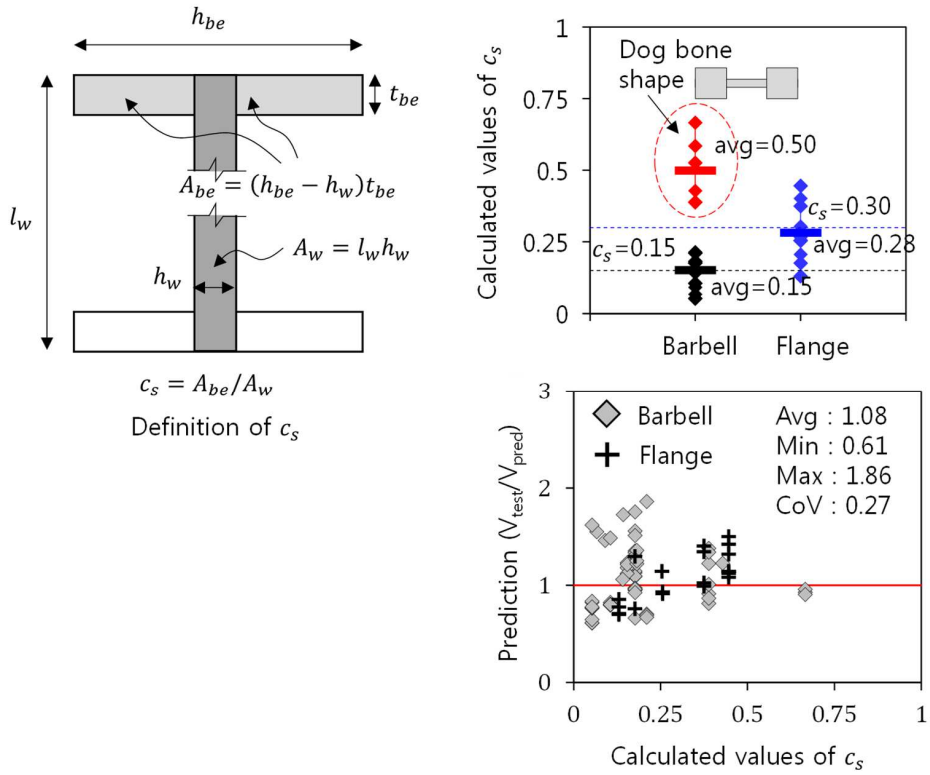 h_be
l_w
t_be
A_be = (h_be − h_w)t_be
A_w = l_w h_w
h_w
c_s = A_be/A_w
Definition of c_s
Calculated values of c_s
1
0.75
0.5
0.25
0
Dog bone
shape
avg=0.50
c_s=0.30
avg=0.28
c_s=0.15
avg=0.15
Barbell
Flange
Prediction (V_test/V_pred)
3
2
1
0
Barbell
Flange
Avg : 1.08
Min : 0.61
Max : 1.86
CoV : 0.27
0
0.25
0.5
0.75
1
Calculated values of c_s